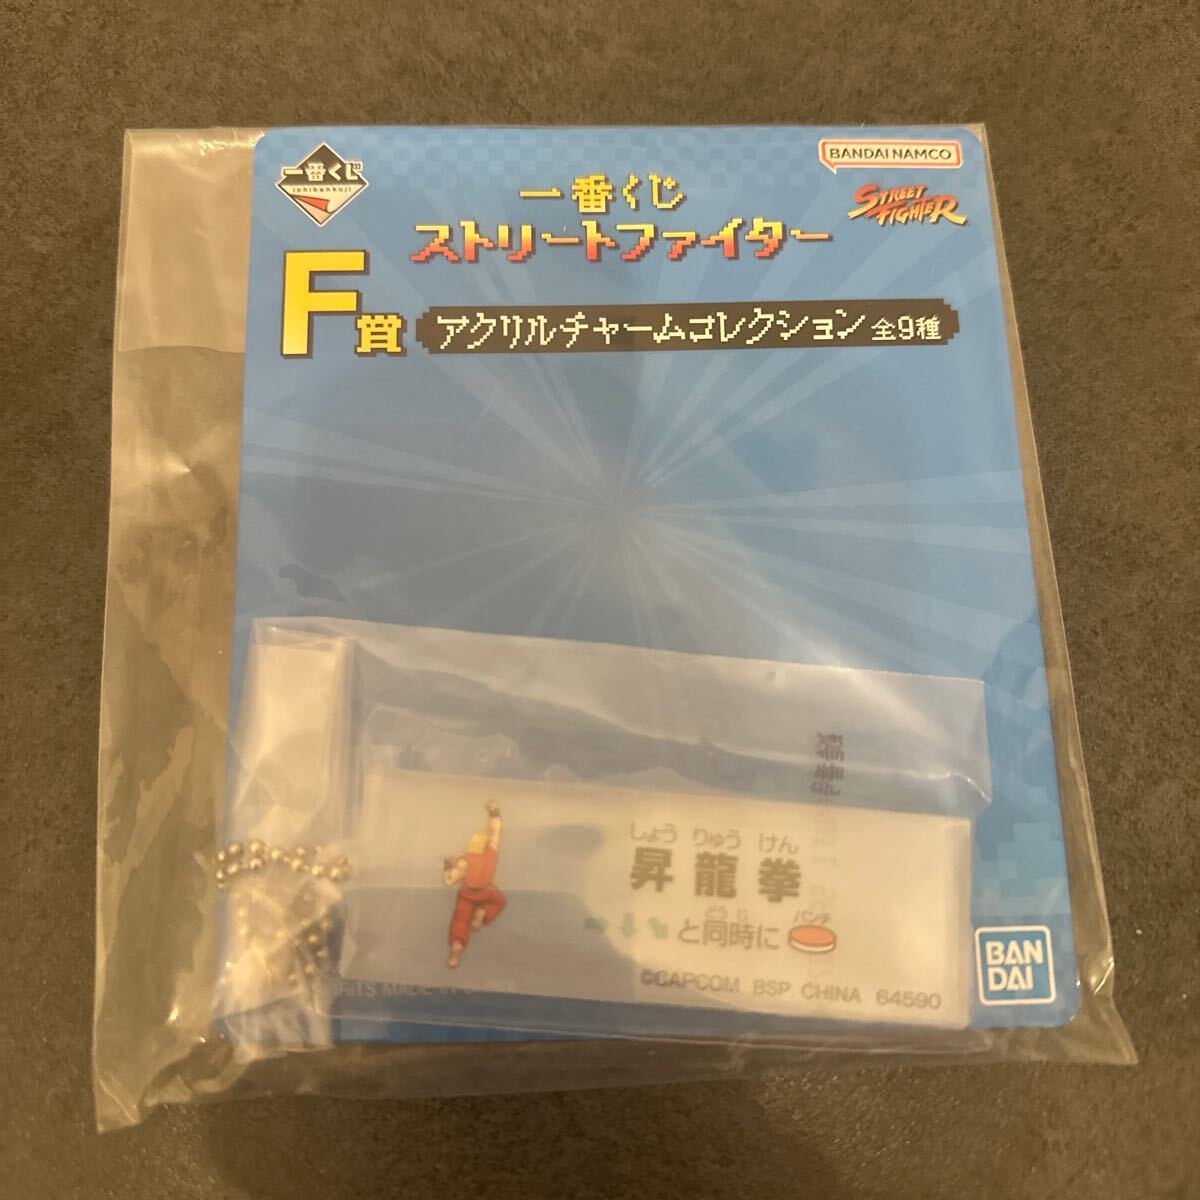 一番くじ
ichibankuji
一番くじ
ストリートファイター
BANDAI NAMCO
STREET FIGHTER
F賞
アクリルチャームコレクション 全9種
しょう りゅう けん
昇龍拳
どうじ パンチ
→↓↘と同時に
©CAPCOM BSP CHINA 64590
BAN
DAI